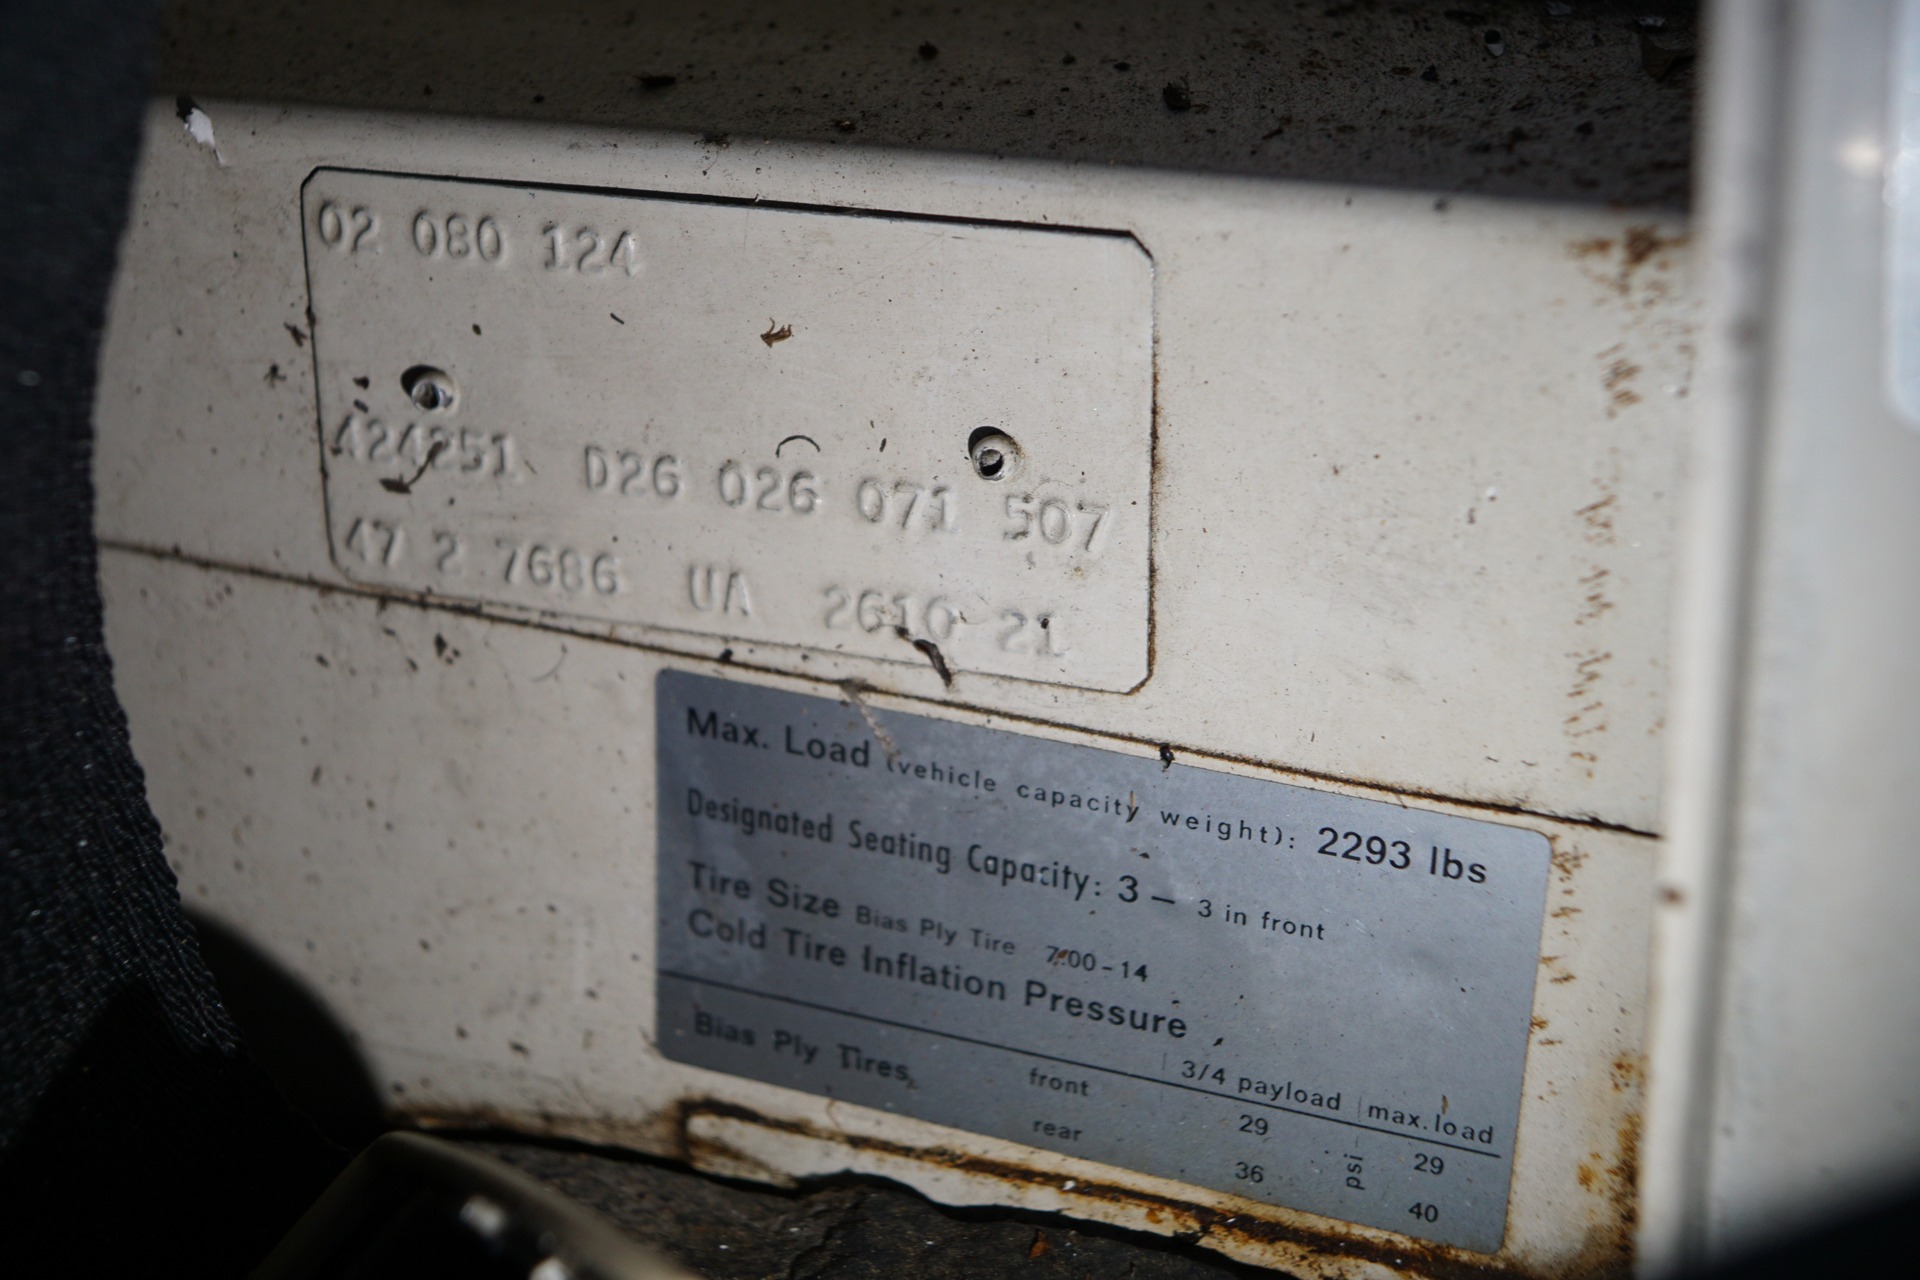 02 080 124
424251 D26 026 071 507
47 2 7686 UA 2610 21
Max. Load (vehicle capacity weight): 2293 lbs
Designated Seating Capacity: 3 – 3 in front
Tire Size Bias Ply Tire 7.00-14
Cold Tire Inflation Pressure
3/4 payload max. load
Bias Ply Tires front 29 psi 29
rear 36 40